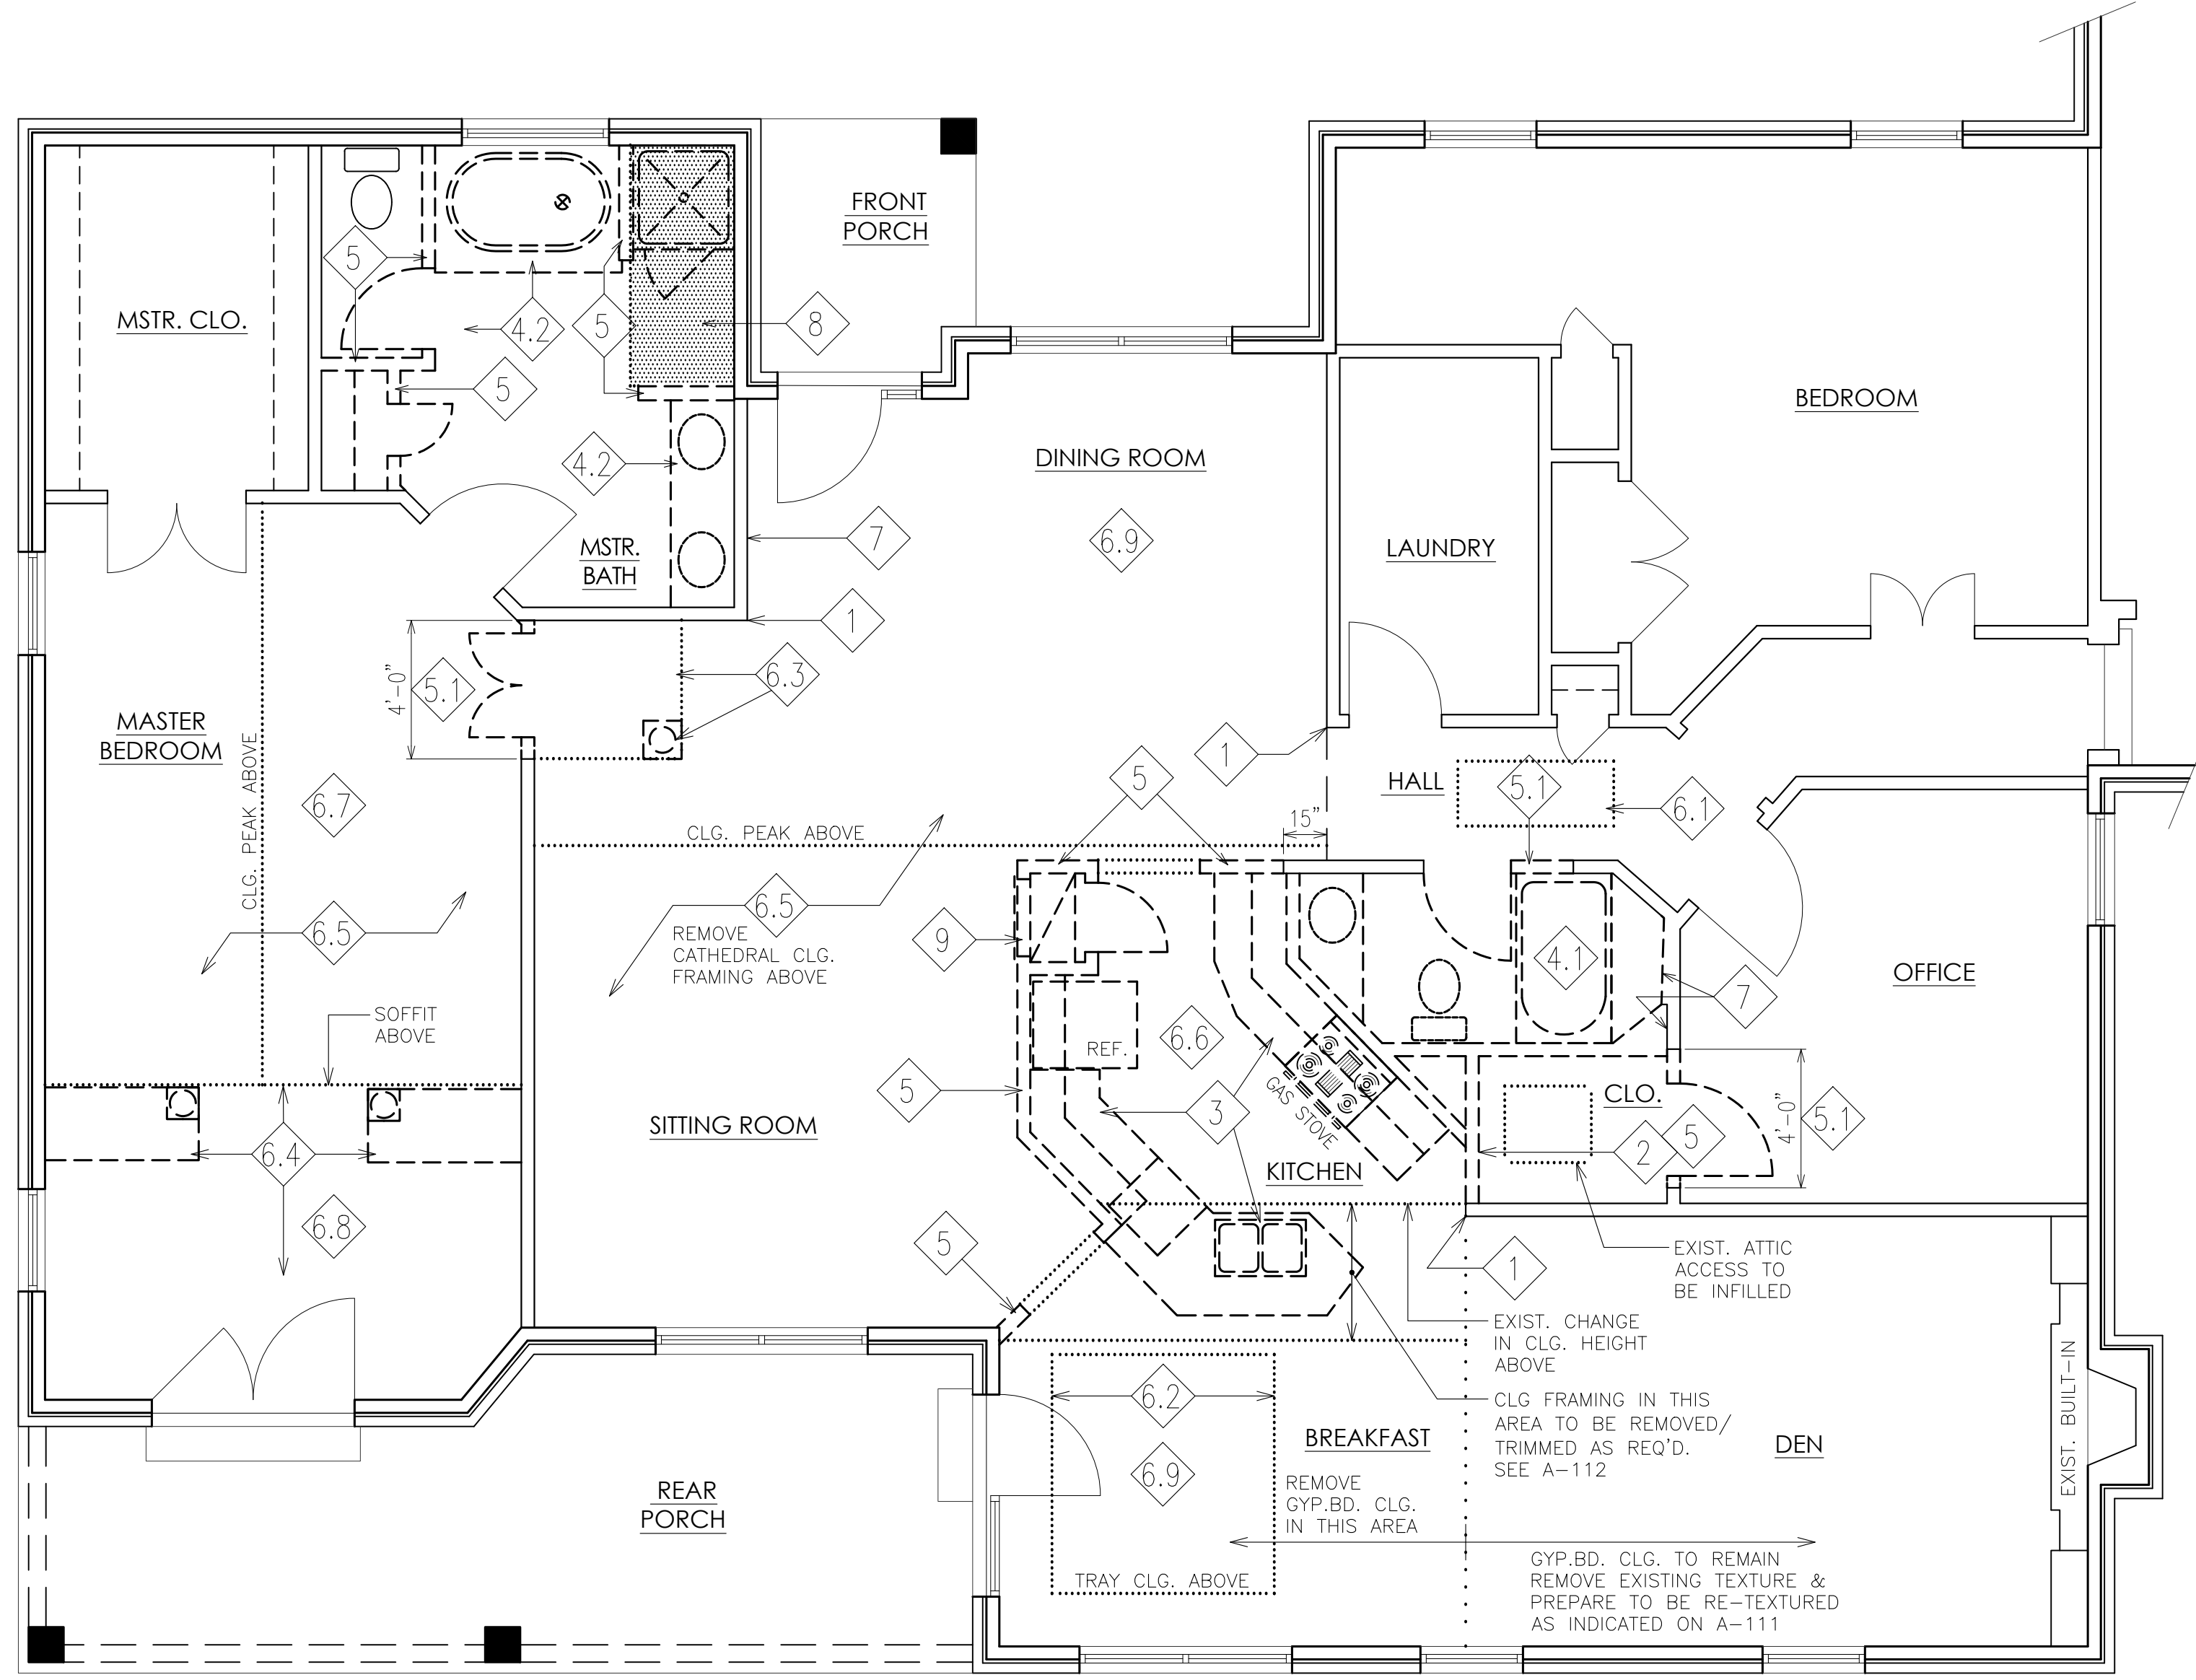 FRONT
PORCH
5
MSTR. CLO.
4.2
5
8
5
BEDROOM
4.2
DINING ROOM
7
6.9
MSTR.
BATH
LAUNDRY
1
6.3
4'-0"
5.1
MASTER
BEDROOM
CLG. PEAK ABOVE
1
5
HALL
5.1
6.7
6.1
15"
CLG. PEAK ABOVE
6.5
6.5
REMOVE
CATHEDRAL CLG.
FRAMING ABOVE
9
4.1
OFFICE
7
SOFFIT
ABOVE
REF.
6.6
5
GAS STOVE
3
CLO.
SITTING ROOM
4'-0"
5.1
5
2
6.4
KITCHEN
6.8
5
1
EXIST. ATTIC
ACCESS TO
BE INFILLED
EXIST. CHANGE
IN CLG. HEIGHT
ABOVE
6.2
CLG FRAMING IN THIS
AREA TO BE REMOVED/
TRIMMED AS REQ'D.
SEE A-112
EXIST. BUILT-IN
BREAKFAST
DEN
6.9
REMOVE
GYP.BD. CLG.
IN THIS AREA
REAR
PORCH
TRAY CLG. ABOVE
GYP.BD. CLG. TO REMAIN
REMOVE EXISTING TEXTURE &
PREPARE TO BE RE-TEXTURED
AS INDICATED ON A-111